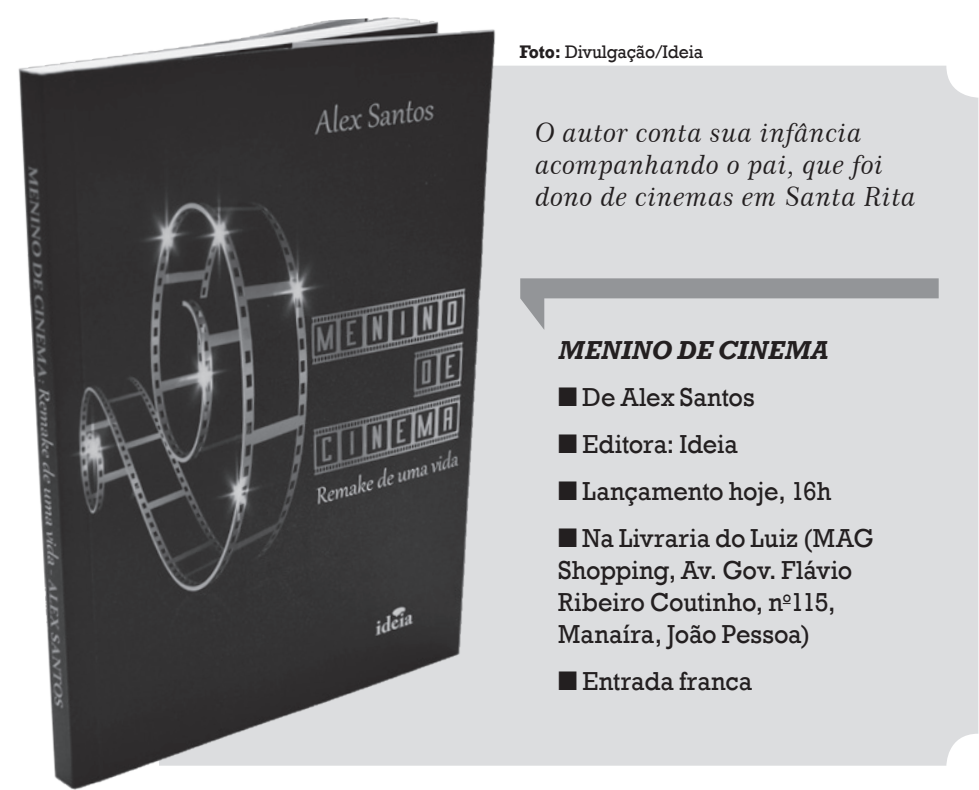 Foto: Divulgação/Ideia
O autor conta sua infância
acompanhando o pai, que foi
dono de cinemas em Santa Rita
MENINO DE CINEMA
■ De Alex Santos
■ Editora: Ideia
■ Lançamento hoje, 16h
■ Na Livraria do Luiz (MAG
Shopping, Av. Gov. Flávio
Ribeiro Coutinho, nº115,
Manaíra, João Pessoa)
■ Entrada franca
Alex Santos
MENINO
DE
CINEMA
Remake de uma vida
ideia
MENINO DE CINEMA: Remake de uma vida - ALEX SANTOS